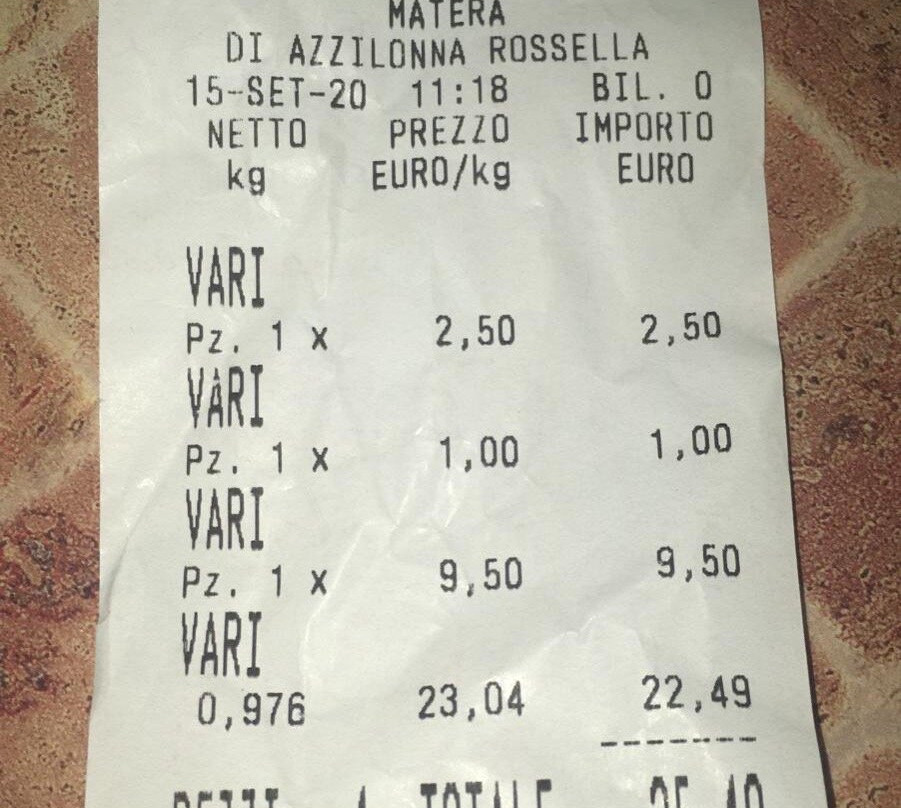 MATERA
DI AZZILONNA ROSSELLA
15-SET-20 11:18 BIL. 0
NETTO PREZZO IMPORTO
kg EURO/kg EURO
VARI
Pz. 1 x 2,50 2,50
VARI
Pz. 1 x 1,00 1,00
VARI
Pz. 1 x 9,50 9,50
VARI
0,976 23,04 22,49
------- 
TOTALE